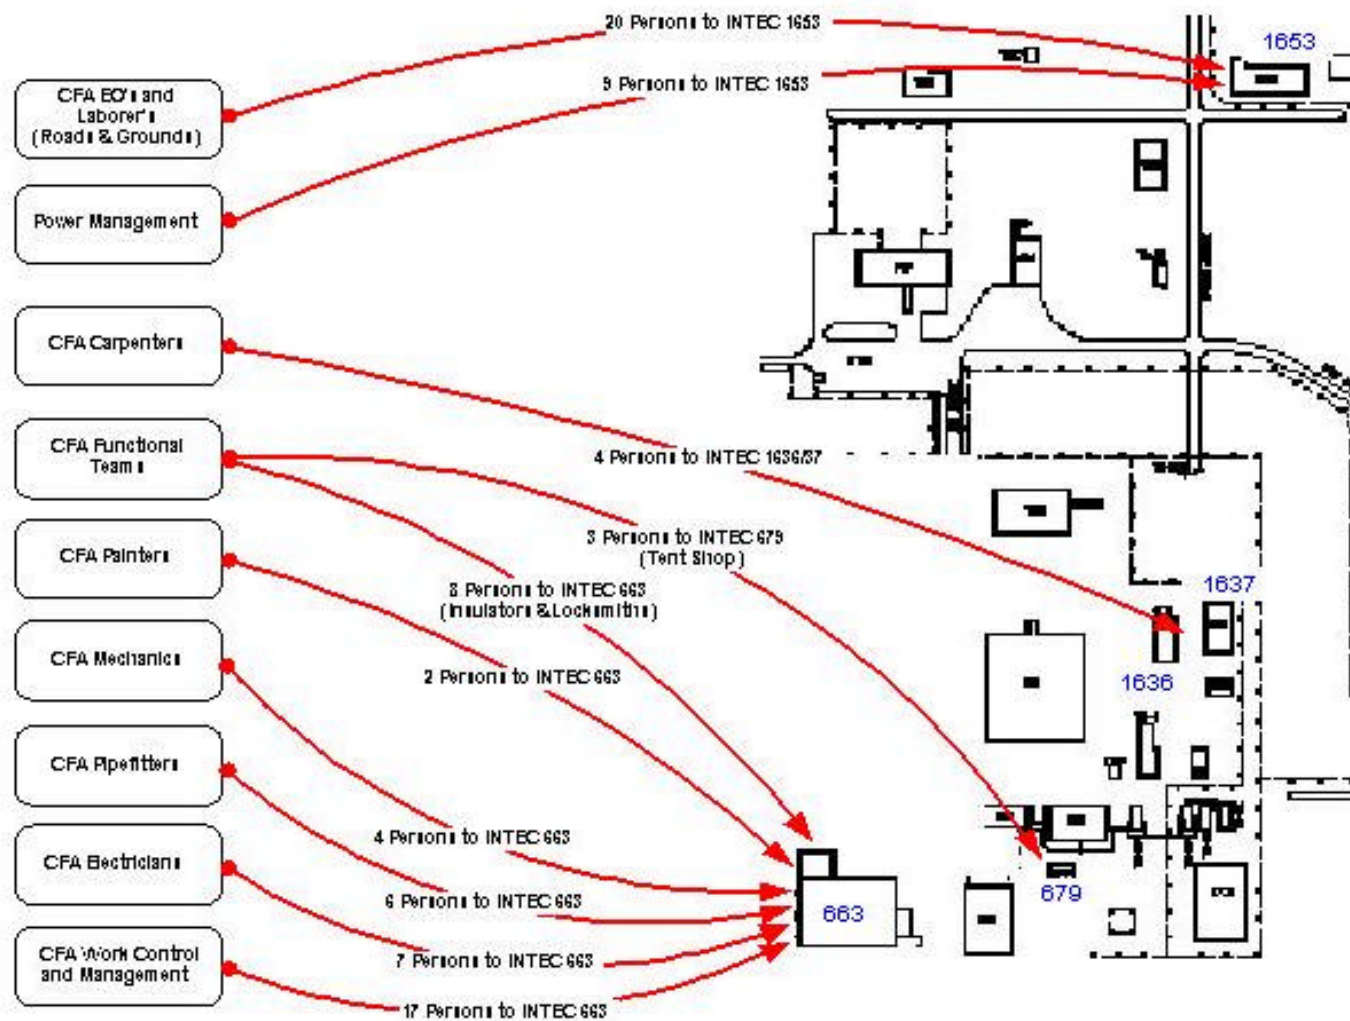 20 Persons to INTEC 1653
1653
CFA EO's and
Laborer's
(Roads & Grounds)
9 Persons to INTEC 1653
Power Management
CFA Carpenters
CFA Functional
Teams
4 Persons to INTEC 1636/37
3 Persons to INTEC 679
(Tent Shop)
CFA Painters
8 Persons to INTEC 663
(Insulators & Locksmiths)
1637
CFA Mechanics
2 Persons to INTEC 663
1636
CFA Pipefitters
4 Persons to INTEC 663
CFA Electricians
6 Persons to INTEC 663
663
679
CFA Work Control
and Management
7 Persons to INTEC 663
17 Persons to INTEC 663